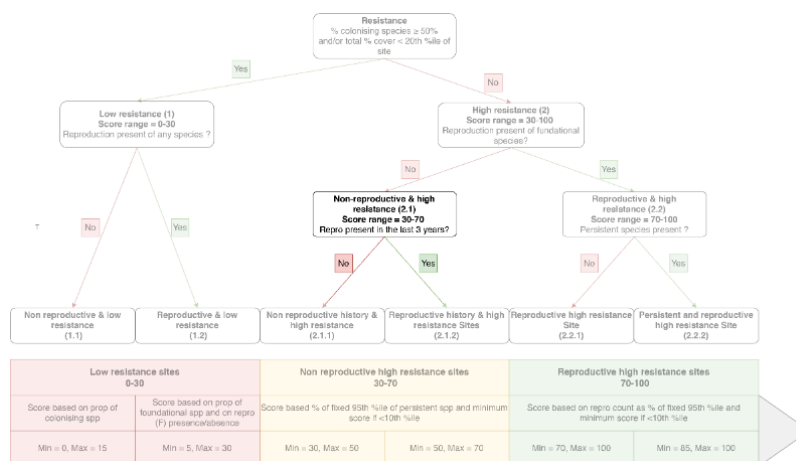 Resistance
% colonising species ≥ 50%
and/or total % cover < 20th %ile of
site
Yes
No
Low resistance (1)
Score range = 0-30
Reproduction present of any species ?
High resistance (2)
Score range = 30-100
Reproduction present of fundational
species?
No
Yes
Non-reproductive & high
resistance (2.1)
Score range = 30-70
Repro present in the last 3 years?
Reproductive & high
resistance (2.2)
Score range = 70-100
Persistent species present ?
No
Yes
No
Yes
No
Yes
Non reproductive & low
resistance
(1.1)
Reproductive & low
resistance
(1.2)
Non reproductive history &
high resistance
(2.1.1)
Reproductive history & high
resistance Sites
(2.1.2)
Reproductive high resistance
Site
(2.2.1)
Persistent and reproductive
high resistance Site
(2.2.2)
Low resistance sites
0-30
Non reproductive high resistance sites
30-70
Reproductive high resistance sites
70-100
Score based on prop of
colonising spp
Score based on prop of
foundational spp and on repro
(F) presence/absence
Score based % of fixed 95th %ile of persistent spp and minimum
score if <10th %ile
Score based on repro count as % of fixed 95th %ile and
minimum score if <10th %ile
Min = 0, Max = 15
Min = 5, Max = 30
Min = 30, Max = 50
Min = 50, Max = 70
Min = 70, Max = 100
Min = 85, Max = 100